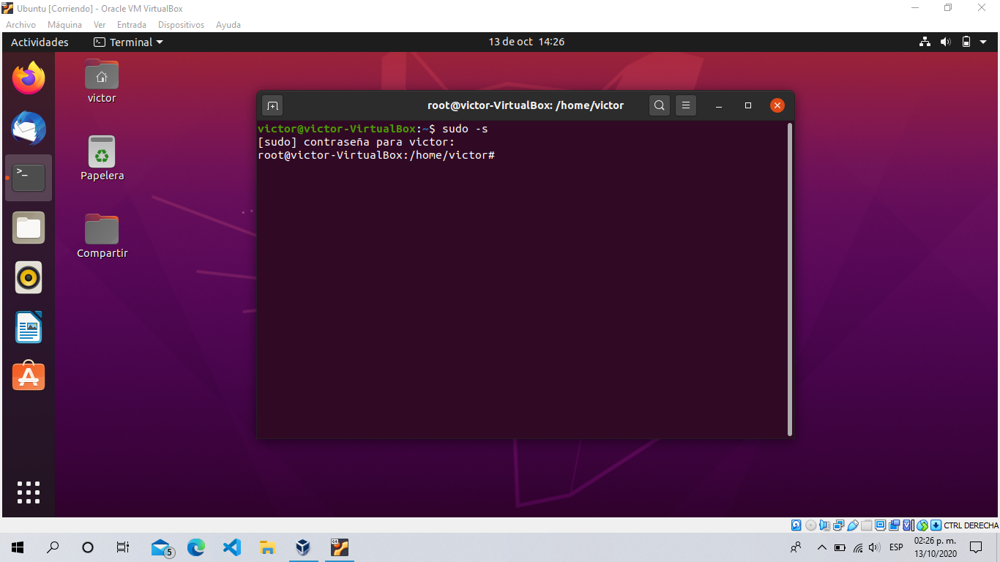 Ubuntu [Corriendo] - Oracle VM VirtualBox
Archivo Máquina Ver Entrada Dispositivos Ayuda
Actividades Terminal 13 de oct 14:26
victor
Papelera
Compartir
root@victor-VirtualBox: /home/victor
victor@victor-VirtualBox:~$ sudo -s
[sudo] contraseña para victor:
root@victor-VirtualBox:/home/victor#
CTRL DERECHA
5
ESP
02:26 p. m.
13/10/2020